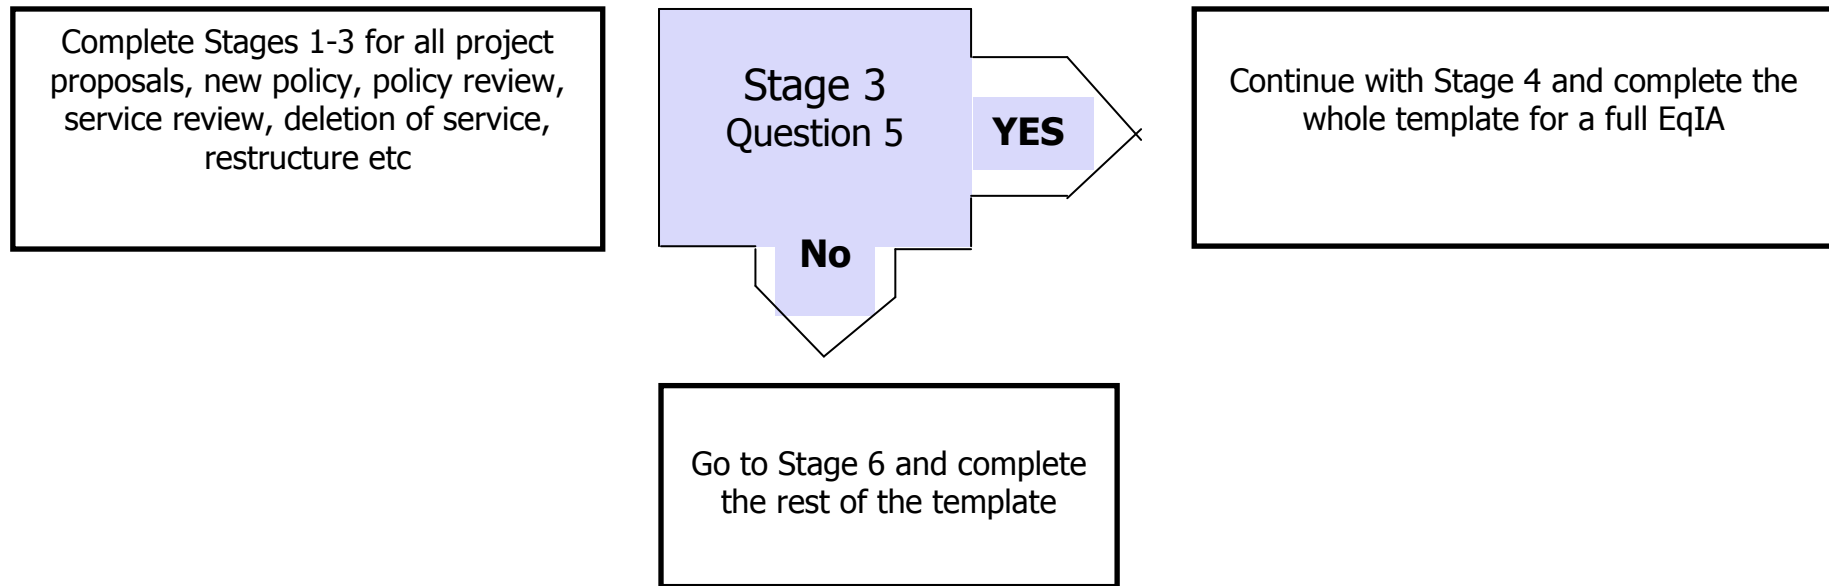 Complete Stages 1-3 for all project
proposals, new policy, policy review,
service review, deletion of service,
restructure etc
Stage 3
Question 5
YES
No
Continue with Stage 4 and complete the
whole template for a full EqIA
Go to Stage 6 and complete
the rest of the template